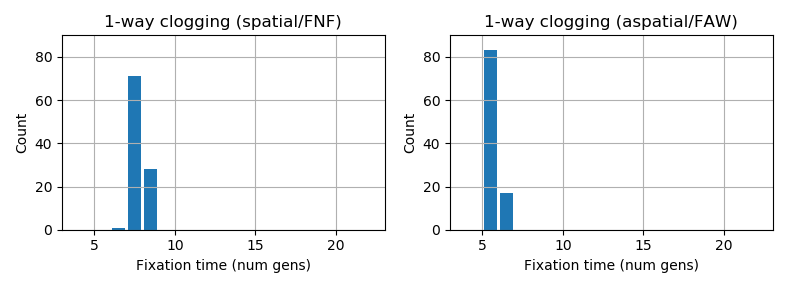 1-way clogging (spatial/FNF)
80
60
40
20
0
Count
5 10 15 20
Fixation time (num gens)
1-way clogging (aspatial/FAW)
80
60
40
20
0
Count
5 10 15 20
Fixation time (num gens)